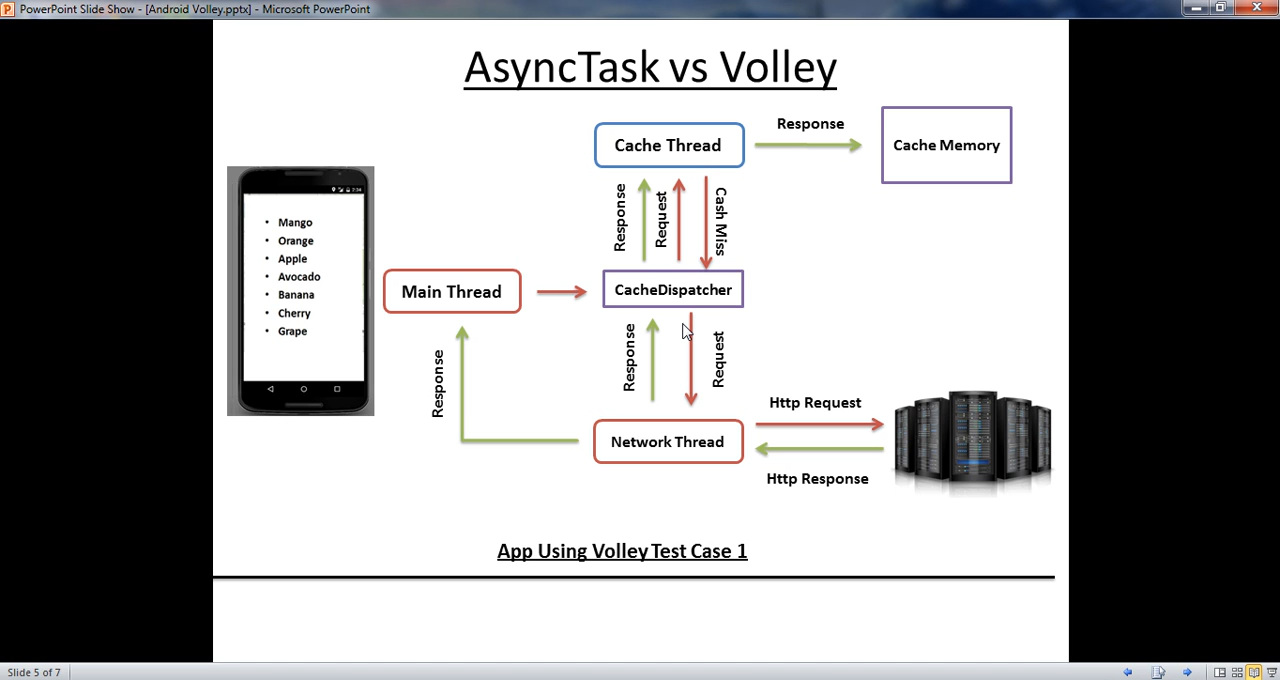 PowerPoint Slide Show - [Android Volley.pptx] - Microsoft PowerPoint
AsyncTask vs Volley
Cache Thread
Response
Cache Memory
Response
Request
Cash Miss
2:34
• Mango
• Orange
• Apple
• Avocado
• Banana
• Cherry
• Grape
Main Thread
CacheDispatcher
Response
Response
Request
Network Thread
Http Request
Http Response
App Using Volley Test Case 1
Slide 5 of 7